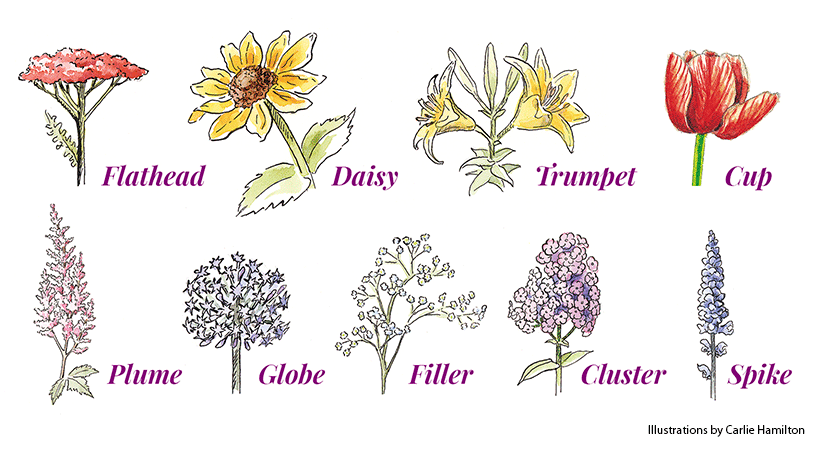 Flathead
Daisy
Trumpet
Cup
Plume
Globe
Filler
Cluster
Spike
Illustrations by Carlie Hamilton